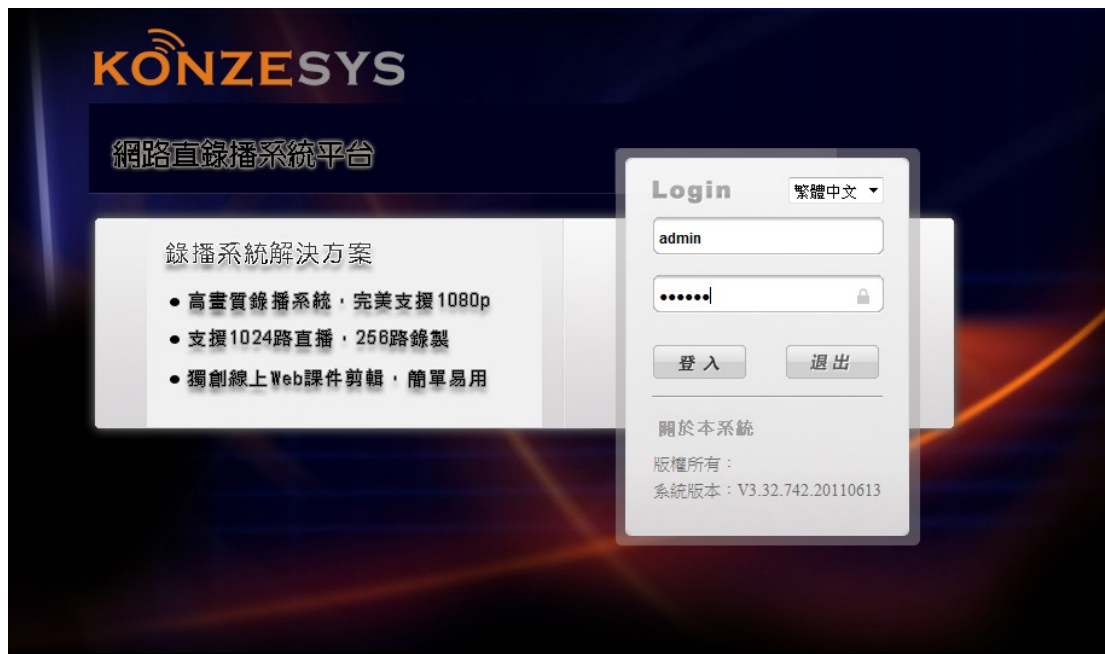 KONZESYS
網路直錄播系統平台
Login
繁體中文
admin
錄播系統解決方案
● 高畫質錄播系統，完美支援1080p
● 支援1024路直播，256路錄製
● 獨創線上Web課件剪輯，簡單易用
••••••
登入
退出
關於本系統
版權所有：
系統版本：V3.32.742.20110613